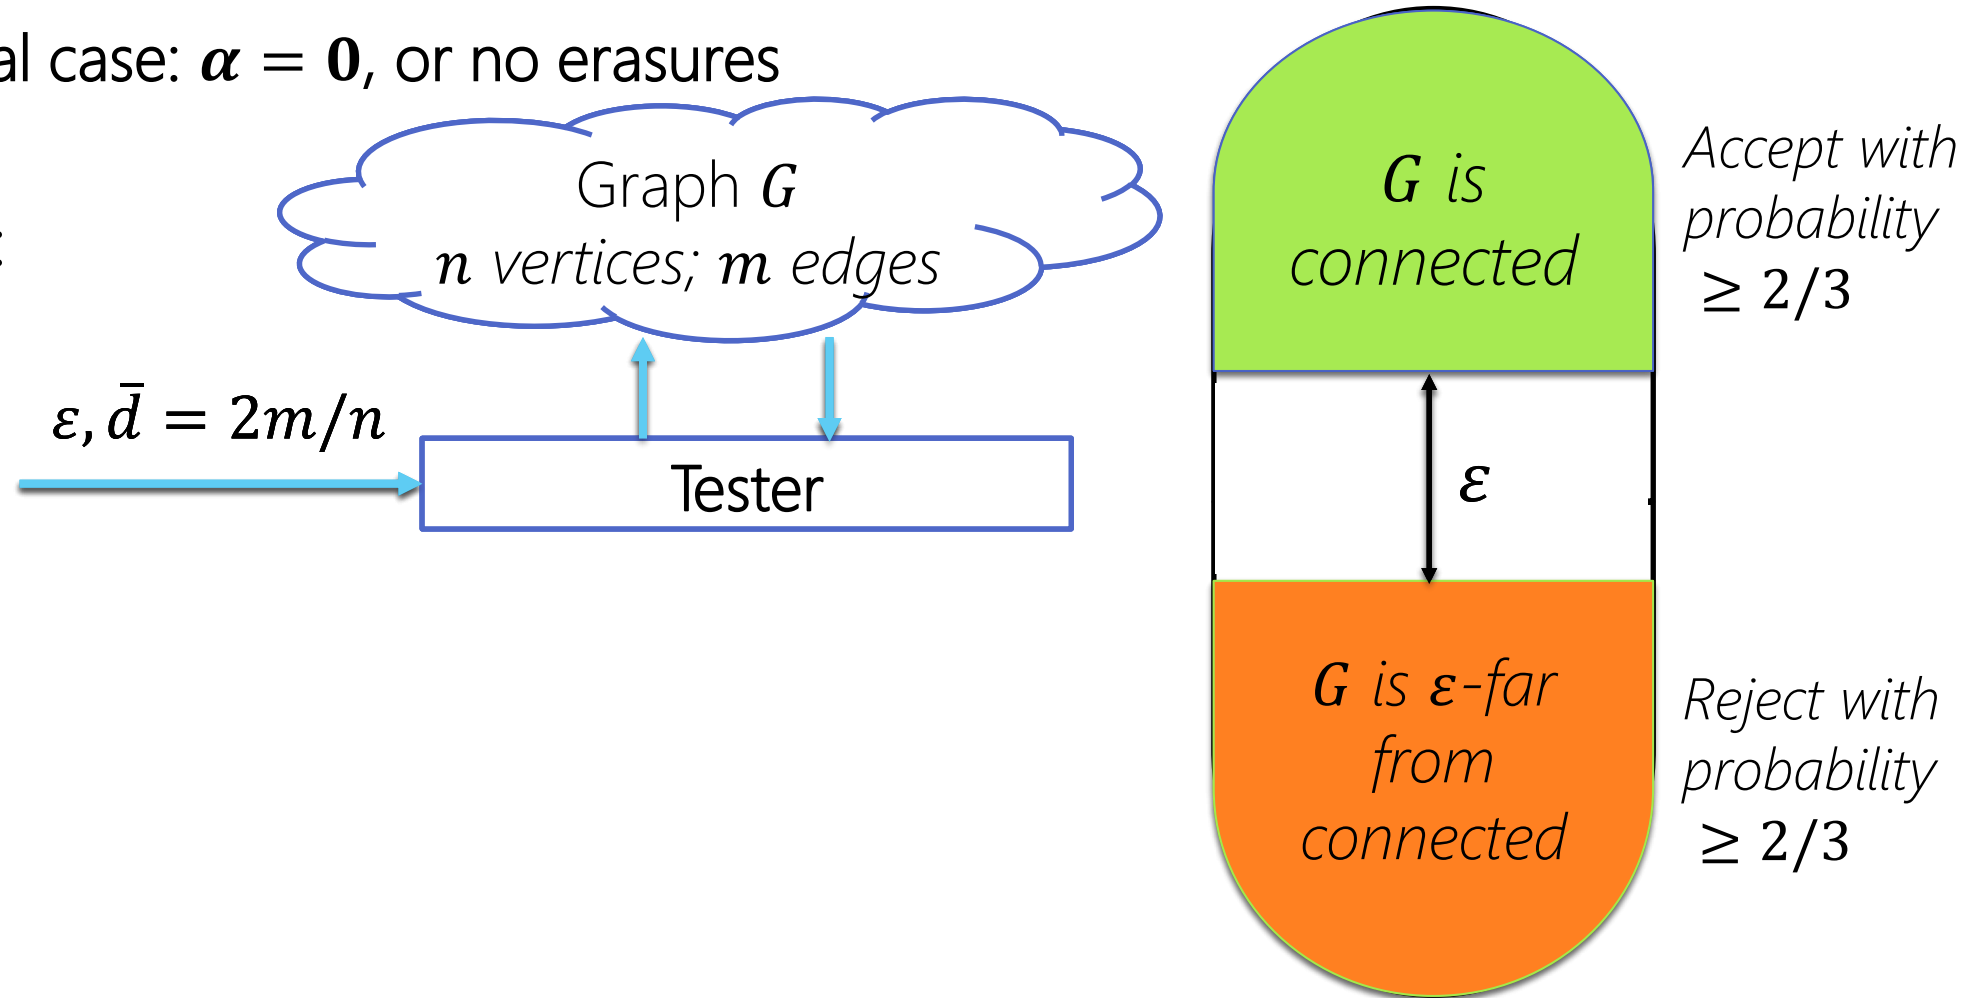 al case: 𝜶 = 𝟎, or no erasures
:
Graph 𝑮
𝒏 vertices; 𝒎 edges
𝜀, d̄ = 2𝑚/𝑛
Tester
𝑮 is
connected
Accept with
probability
≥ 2/3
𝜀
𝑮 is 𝜺-far
from
connected
Reject with
probability
≥ 2/3